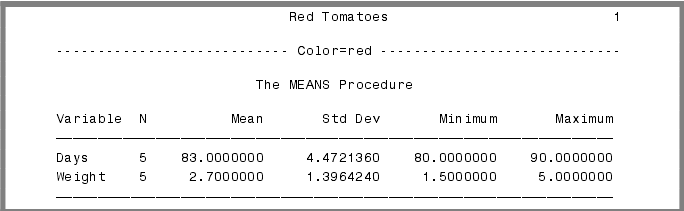 Red Tomatoes 1
---------------------------- Color=red -----------------------------
The MEANS Procedure
Variable N Mean Std Dev Minimum Maximum
Days 5 83.0000000 4.4721360 80.0000000 90.0000000
Weight 5 2.7000000 1.3964240 1.5000000 5.0000000